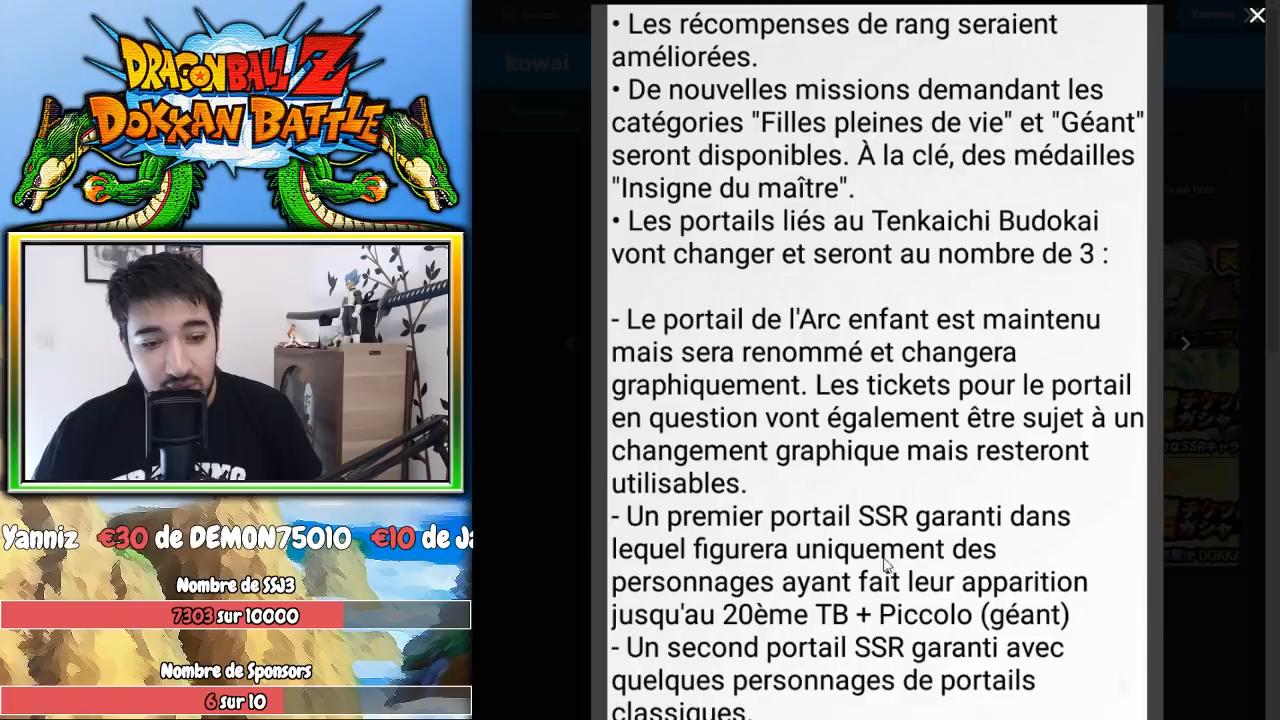 DRAGONBALL Z
DOKKAN BATTLE
Yanniz €30 de DEMON75010 €10 de Ja
Nombre de SSJ3
7303 sur 10000
Nombre de Sponsors
6 sur 10
kowai
• Les récompenses de rang seraient
améliorées.
• De nouvelles missions demandant les
catégories "Filles pleines de vie" et "Géant"
seront disponibles. À la clé, des médailles
"Insigne du maître".
• Les portails liés au Tenkaichi Budokai
vont changer et seront au nombre de 3 :
- Le portail de l'Arc enfant est maintenu
mais sera renommé et changera
graphiquement. Les tickets pour le portail
en question vont également être sujet à un
changement graphique mais resteront
utilisables.
- Un premier portail SSR garanti dans
lequel figurera uniquement des
personnages ayant fait leur apparition
jusqu'au 20ème TB + Piccolo (géant)
- Un second portail SSR garanti avec
quelques personnages de portails
classiques.